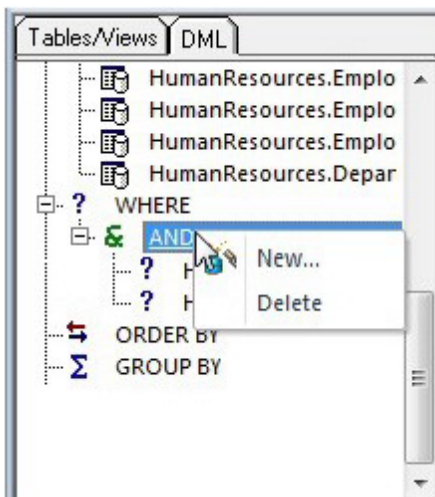 Tables/Views DML
HumanResources.Emplo
HumanResources.Emplo
HumanResources.Emplo
HumanResources.Depar
? WHERE
& AND
New...
? H
Delete
? H
ORDER BY
Σ GROUP BY